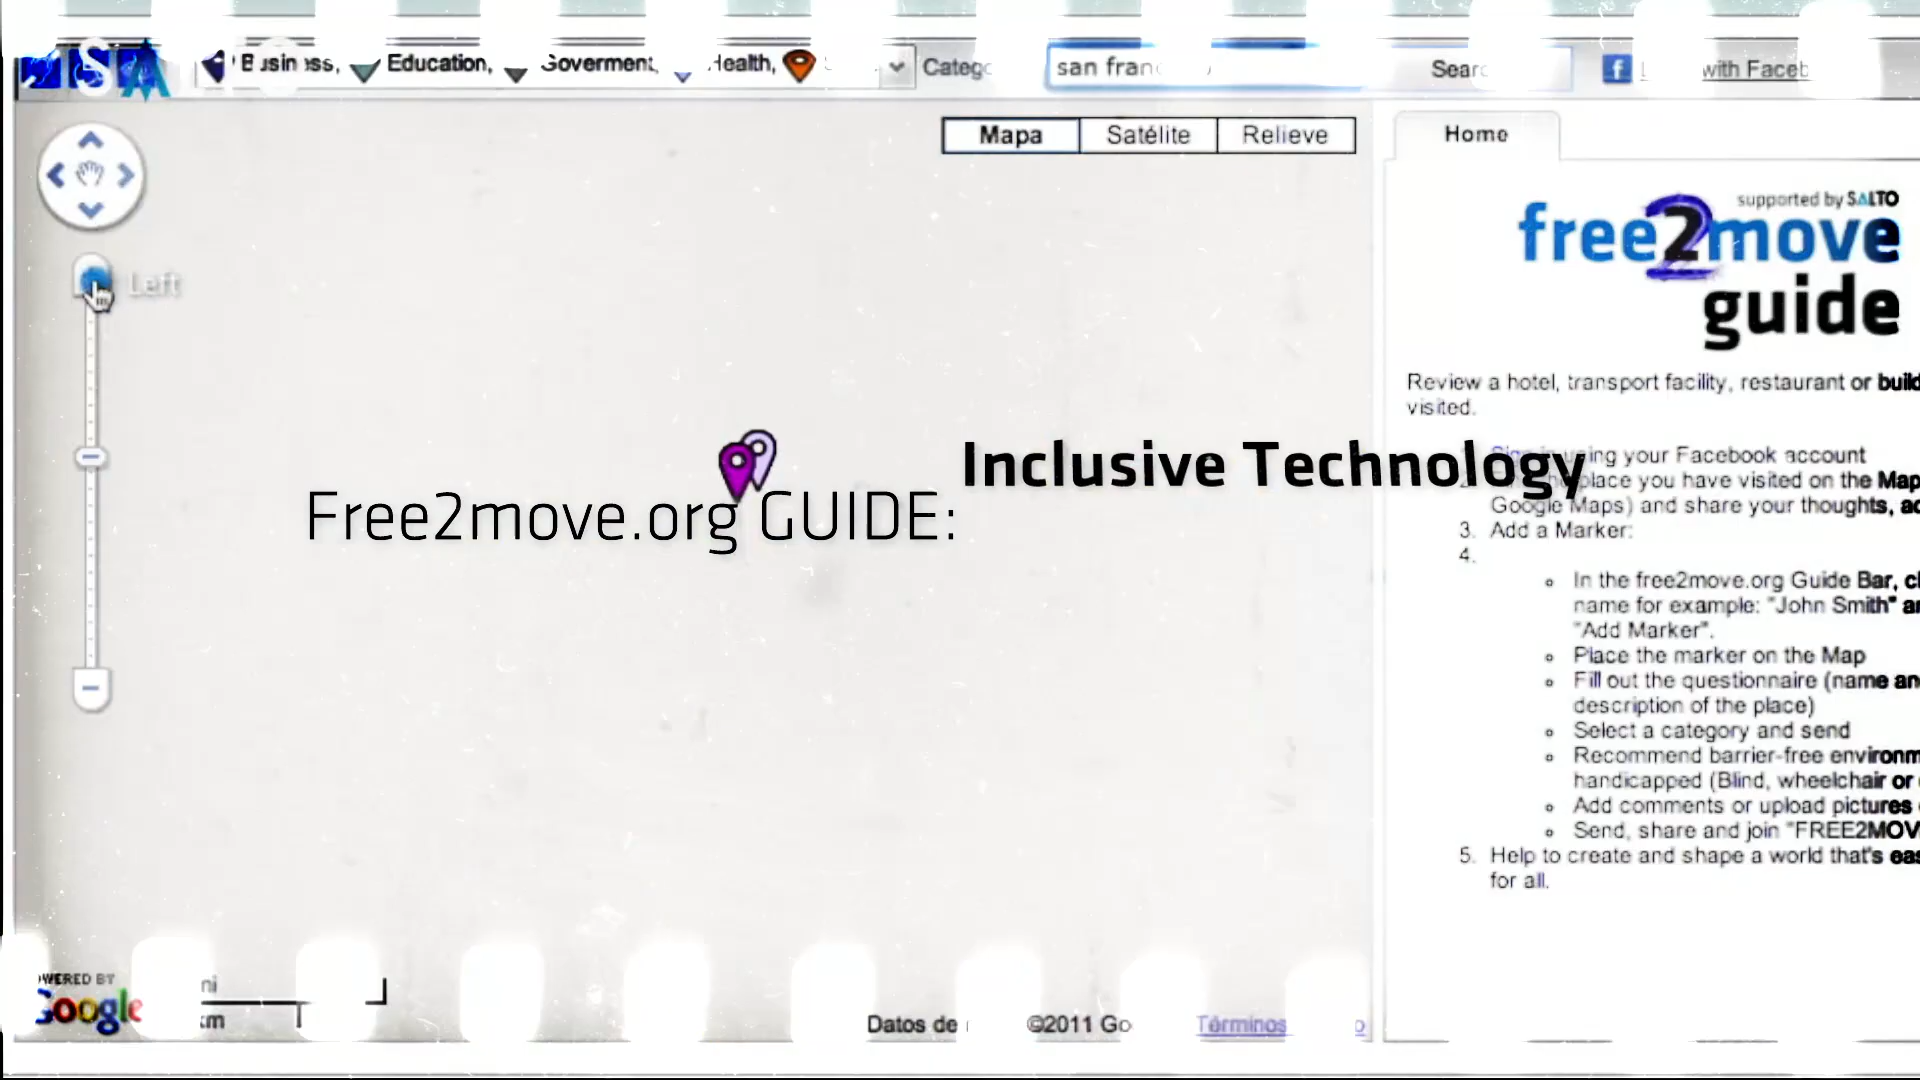 Education,
Goverment,
san fran
with Faceb
Left
Mapa
Satélite
Relieve
Home
supported by SALTO
free2move
guide
Review a hotel, transport facility, restaurant or build
visited.
Inclusive Technology
Free2move.org GUIDE:
using your Facebook account
place you have visited on the Map
Google Maps) and share your thoughts, ad
3. Add a Marker:
4.
In the free2move.org Guide Bar, cl
name for example: "John Smith" an
"Add Marker".
Place the marker on the Map
Fill out the questionnaire (name and
description of the place)
Select a category and send
Recommend barrier-free environm
handicapped (Blind, wheelchair or
Add comments or upload pictures
Send, share and join "FREE2MOV
5. Help to create and shape a world that's eas
for all.
Google
km
Datos de
©2011 Go
Términos